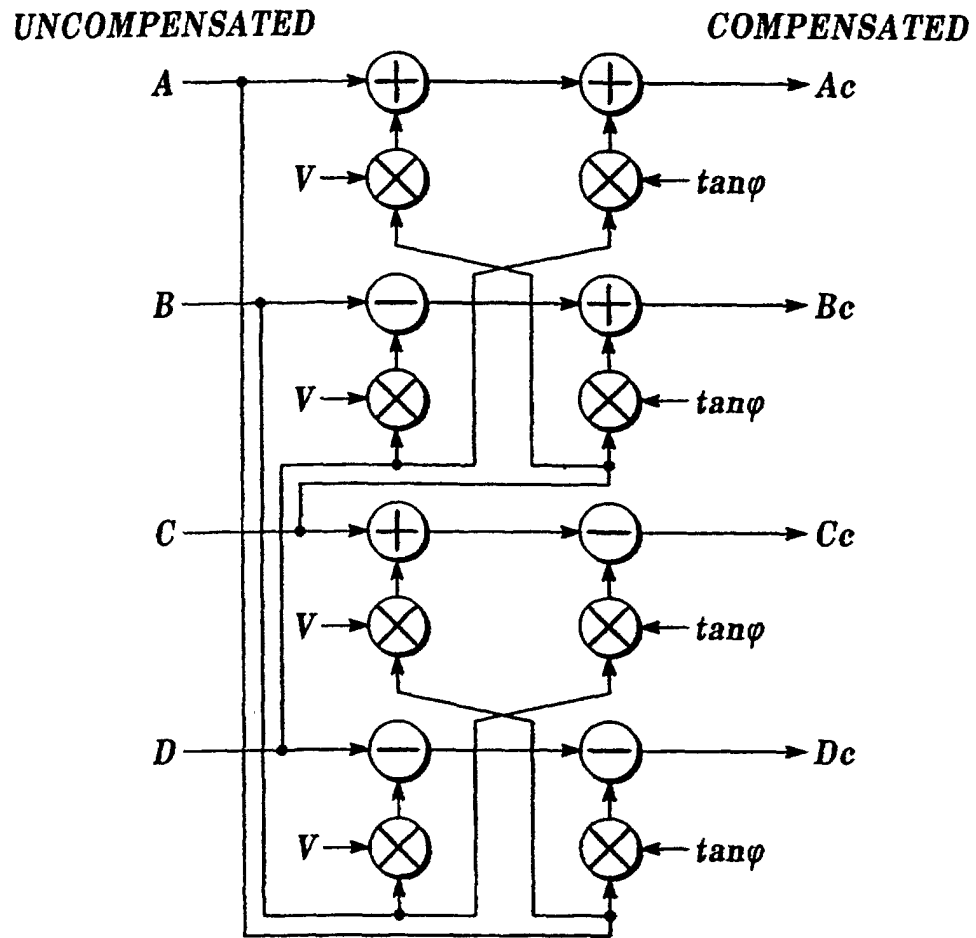 UNCOMPENSATED COMPENSATED
A Ac
V tanφ
B Bc
V tanφ
C Cc
V tanφ
D Dc
V tanφ